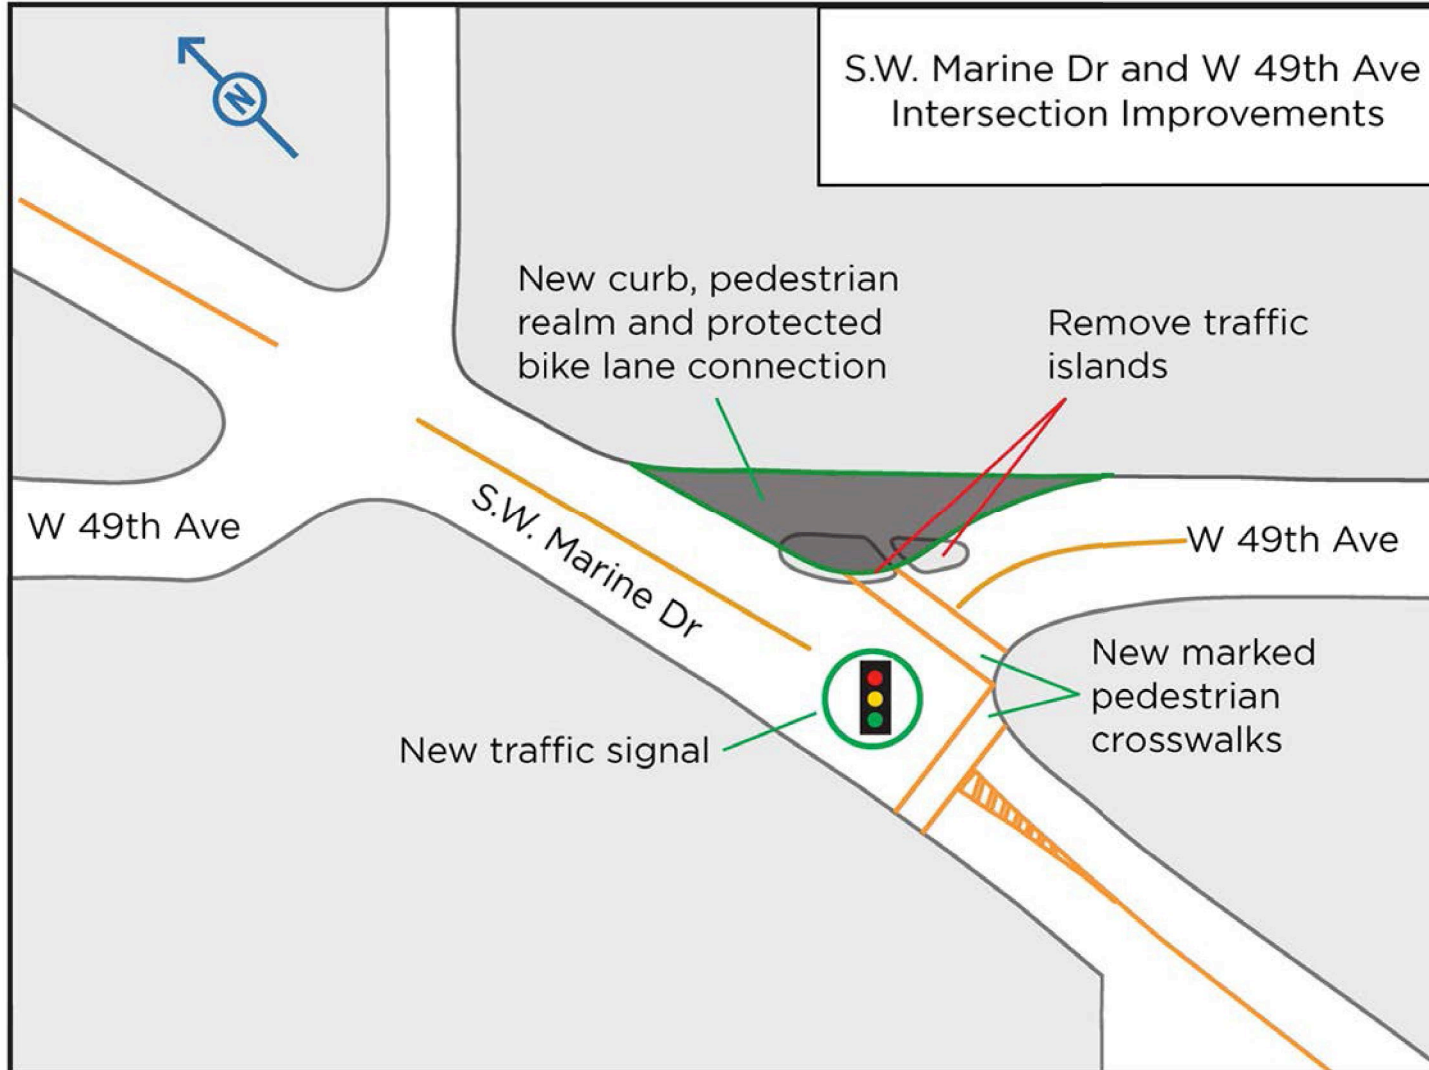 S.W. Marine Dr and W 49th Ave
Intersection Improvements
N
New curb, pedestrian
realm and protected
bike lane connection
Remove traffic
islands
W 49th Ave
S.W. Marine Dr
W 49th Ave
New marked
pedestrian
crosswalks
New traffic signal